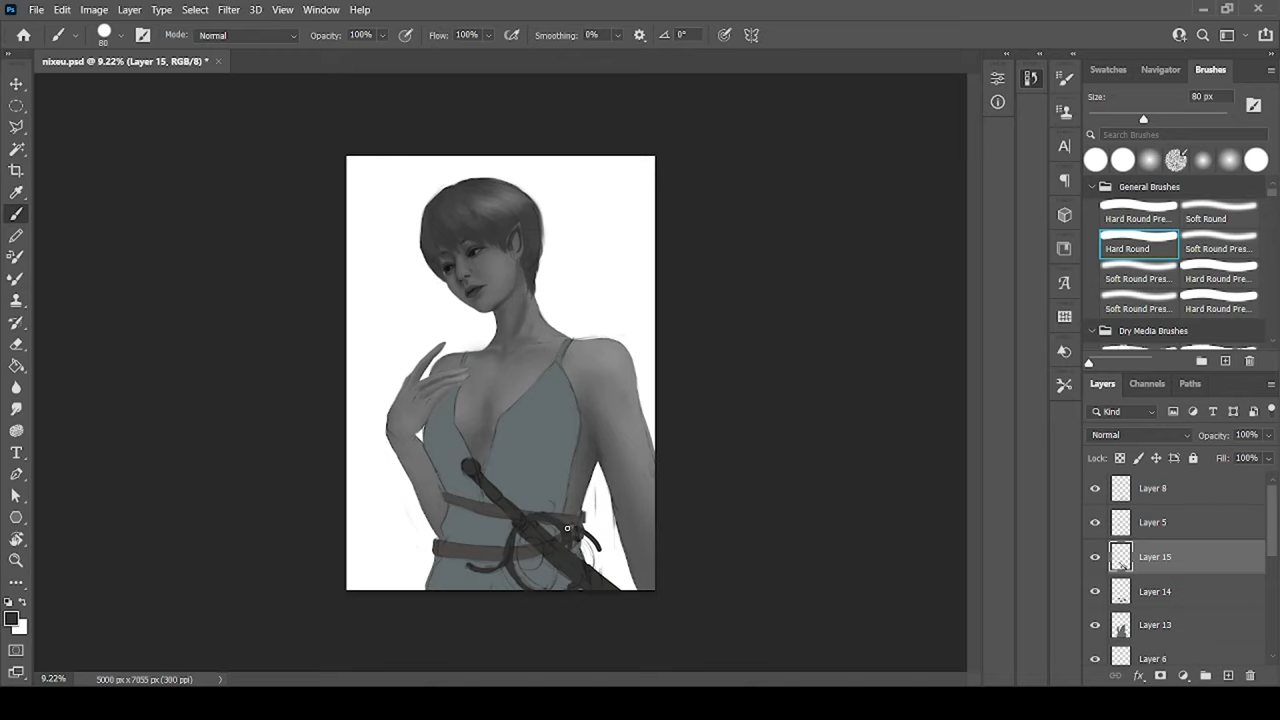 File Edit Image Layer Type Select Filter 3D View Window Help
80 Mode: Normal Opacity: 100% Flow: 100% Smoothing: 0% 0°
nixeu.psd @ 9.22% (Layer 15, RGB/8) *
Swatches Navigator Brushes
Size: 80 px
Search Brushes
General Brushes
Hard Round Pre... Soft Round
Hard Round Soft Round Pres...
Soft Round Pres... Hard Round Pres...
Soft Round Pres... Hard Round Pres...
Dry Media Brushes
Layers Channels Paths
Kind
Normal Opacity: 100%
Lock: Fill: 100%
Layer 8
Layer 5
Layer 15
Layer 14
Layer 13
Layer 6
9.22% 5000 px x 7055 px (300 ppi)